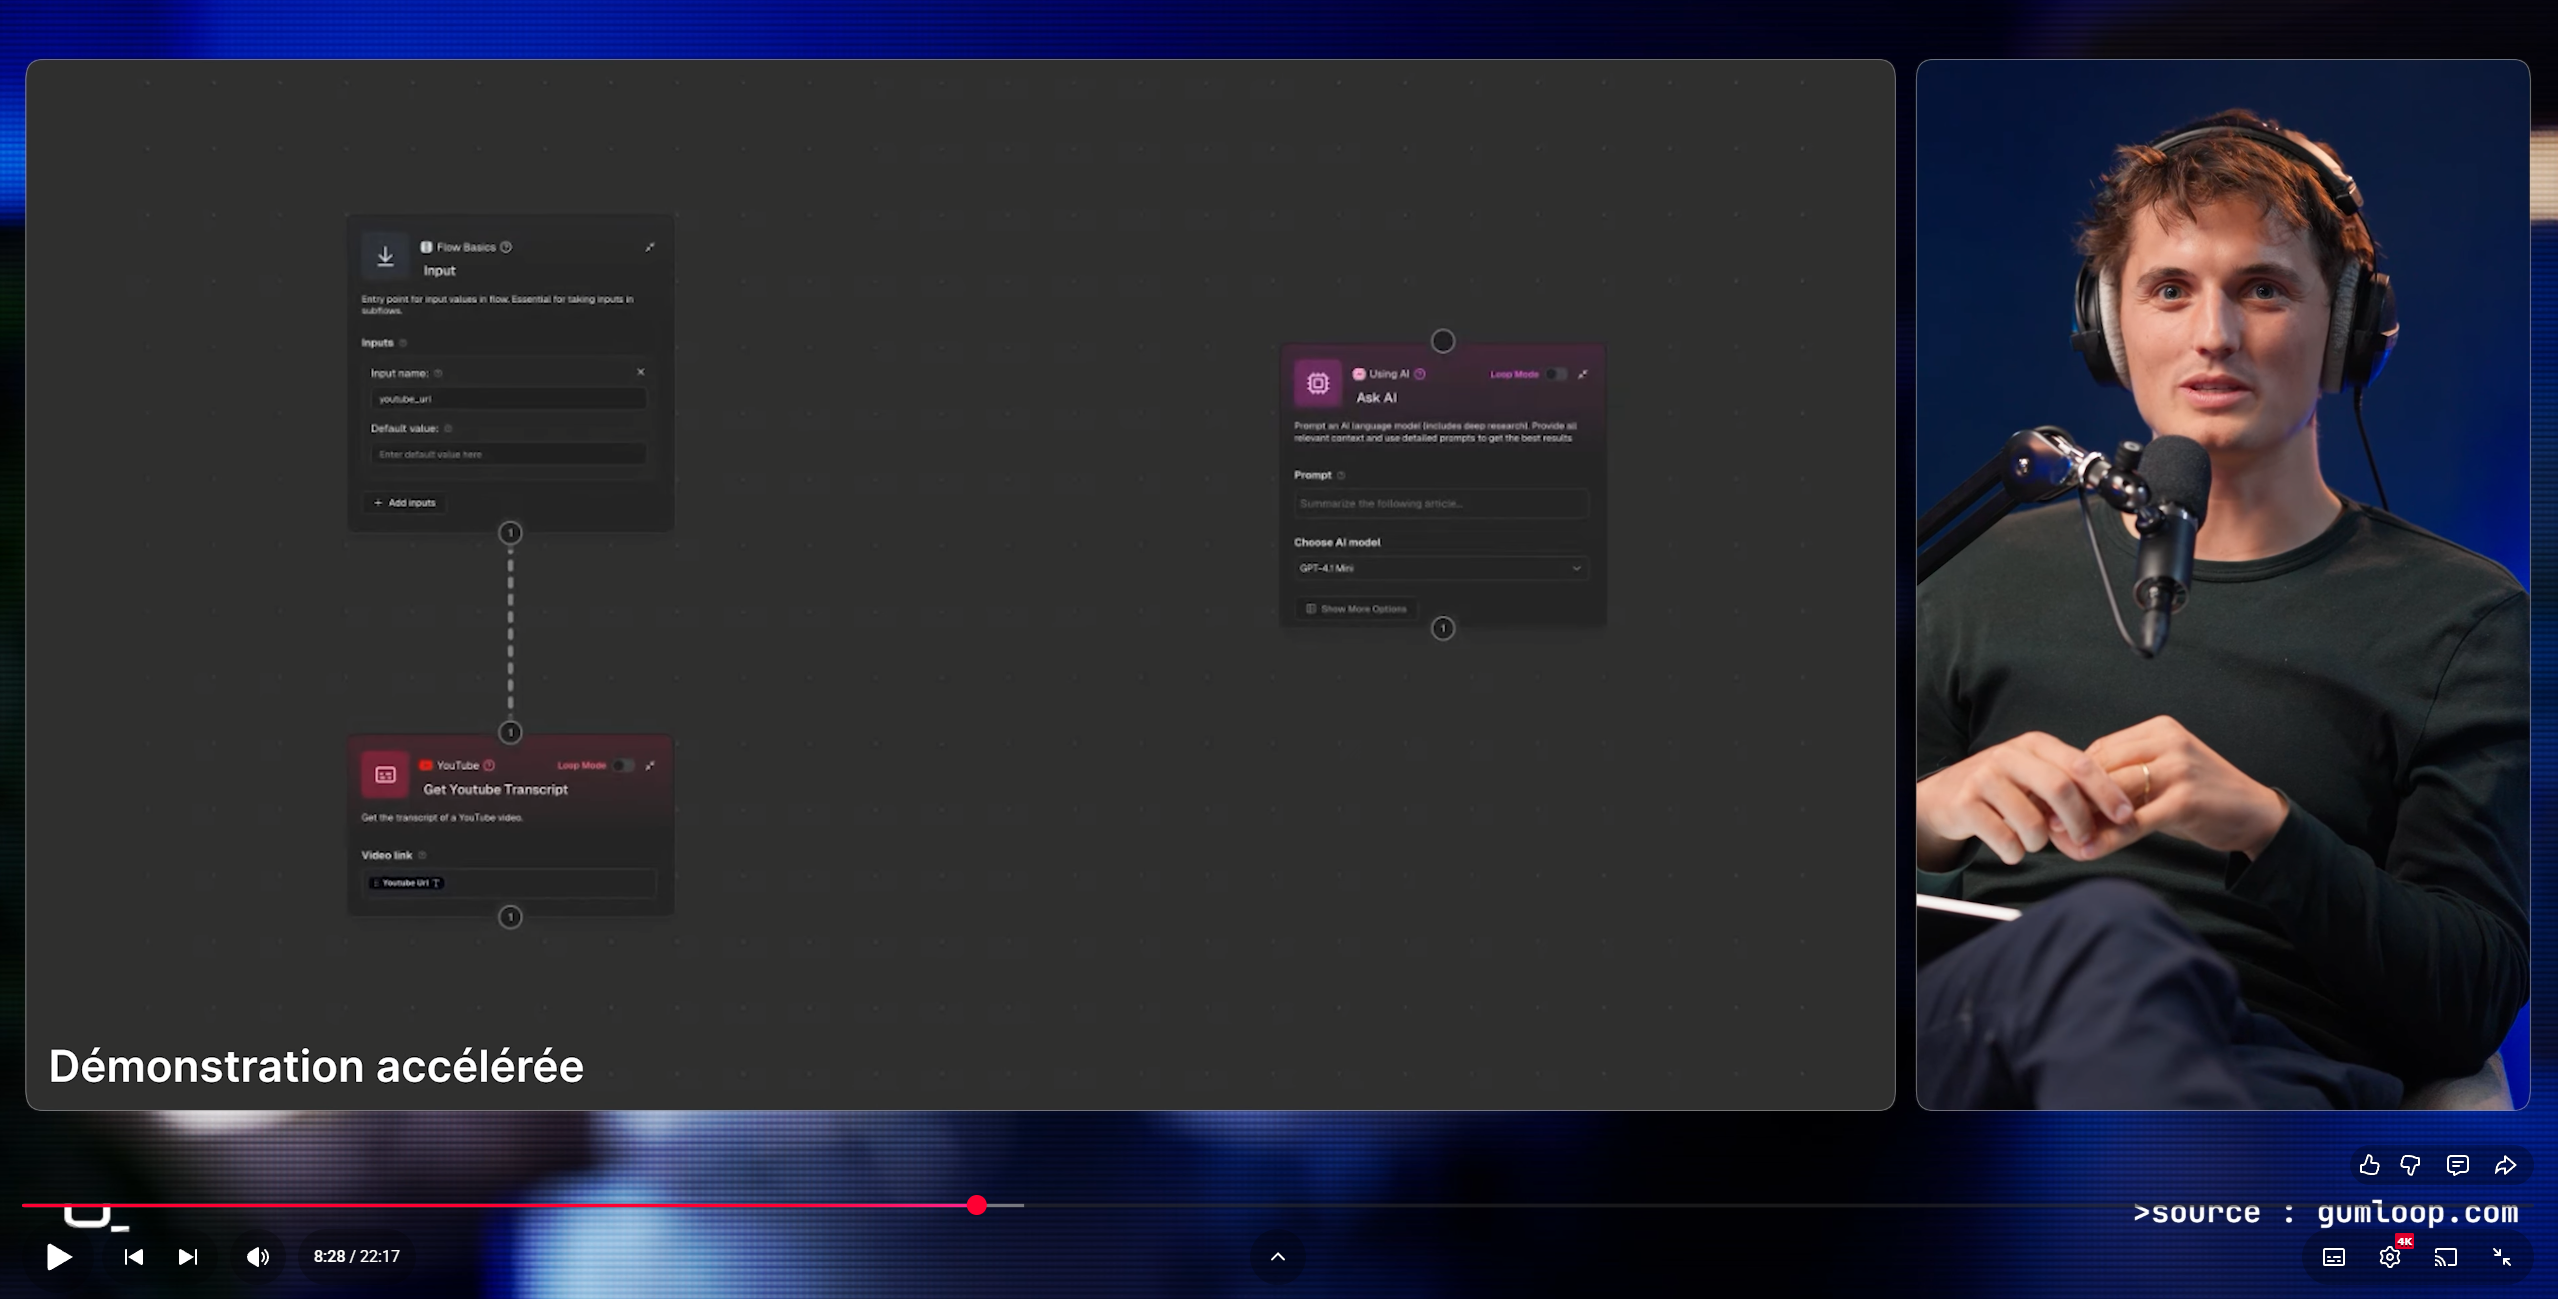 Flow Basics
Input
Entry point for input values in flow. Essential for taking inputs in
subflows.
Inputs
Input name:
youtube_url
Default value:
Enter default value here
+ Add inputs
1
1
YouTube
Loop Mode
Get Youtube Transcript
Get the transcript of a YouTube video.
Video link
Youtube Url T
1
Using AI
Loop Mode
Ask AI
Prompt an AI language model (includes deep research). Provide all
relevant context and use detailed prompts to get the best results
Prompt
Summarize the following article...
Choose AI model
GPT-4.1 Mini
Show More Options
1
Démonstration accélérée
>source : gumloop.com
8:28 / 22:17
4K